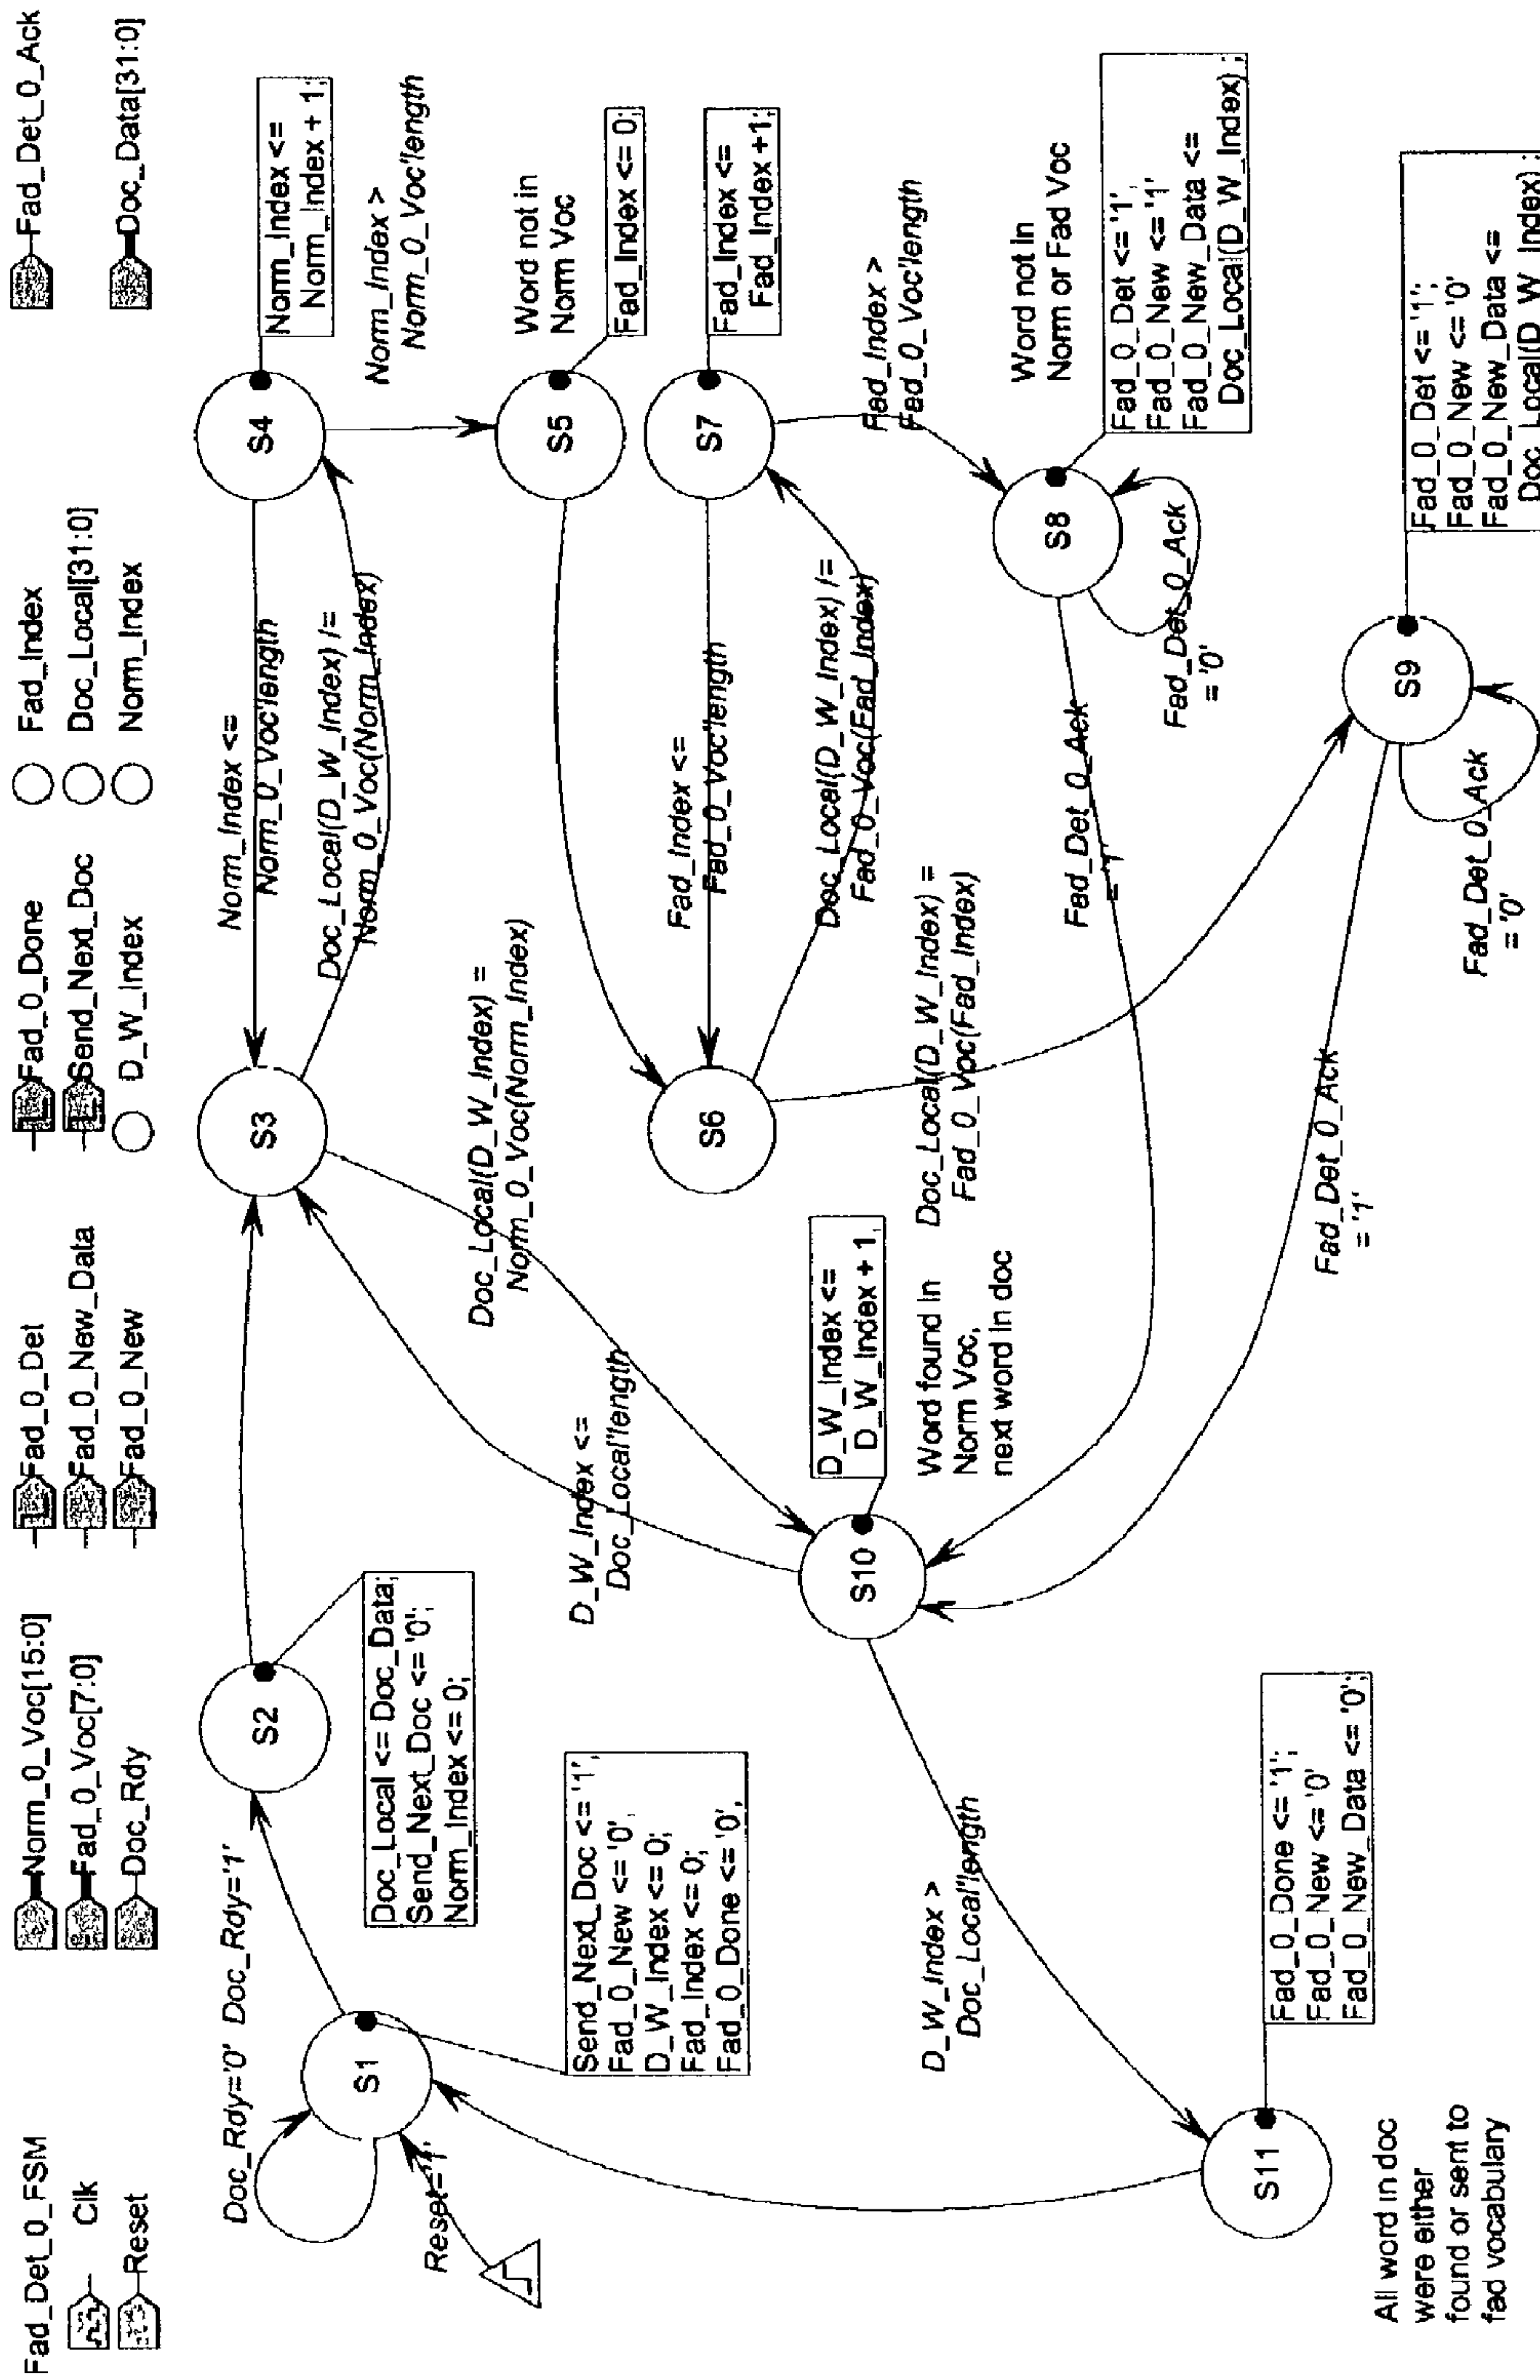 Fad_Det_0_FSM
Clk
Reset
Norm_0_Voc[15:0]
Fad_0_Voc[7:0]
Doc_Rdy
Fad_0_Det
Fad_0_New_Data
Fad_0_New
Fad_0_Done
Send_Next_Doc
D_W_Index
Fad_Index
Doc_Local[31:0]
Norm_Index
Fad_Det_0_Ack
Doc_Data[31:0]
Doc_Rdy='0'
Doc_Rdy='1'
Reset='1'
S1
Send_Next_Doc <= '1';
Fad_0_New <= '0',
D_W_Index <= 0;
Fad_Index <= 0;
Fad_0_Done <= '0',
S2
Doc_Local <= Doc_Data;
Send_Next_Doc <= '0';
Norm_Index <= 0;
S3
Norm_Index <=
Norm_0_Voc'length
Doc_Local(D_W_Index) /=
Norm_0_Voc(Norm_Index)
S4
Norm_Index <=
Norm_Index + 1;
Norm_Index >
Norm_0_Voc'length
S5
Word not in
Norm Voc
Fad_Index <= 0;
Doc_Local(D_W_Index) =
Norm_0_Voc(Norm_Index)
D_W_Index <=
Doc_Local'length
S6
Fad_Index <=
Fad_0_Voc'length
Doc_Local(D_W_Index) /=
Fad_0_Voc(Fad_Index)
S7
Fad_Index <=
Fad_Index +1;
Fad_Index >
Fad_0_Voc'length
S10
D_W_Index <=
D_W_Index + 1
Word found in
Norm Voc,
next word in doc
Doc_Local(D_W_Index) =
Fad_0_Voc(Fad_Index)
Fad_Det_0_Ack
= '1'
S8
Word not in
Norm or Fad Voc
Fad_0_Det <= '1',
Fad_0_New <= '1'
Fad_0_New_Data <=
Doc_Local(D_W_Index) ;
Fad_Det_0_Ack
= '0'
D_W_Index >
Doc_Local'length
S11
Fad_0_Done <= '1';
Fad_0_New <= '0'
Fad_0_New_Data <= '0';
All word in doc
were either
found or sent to
fad vocabulary
Fad_Det_0_Ack
= '1'
S9
Fad_0_Det <= '1';
Fad_0_New <= '0'
Fad_0_New_Data <=
Doc_Local(D_W_Index) ;
Fad_Det_0_Ack
= '0'